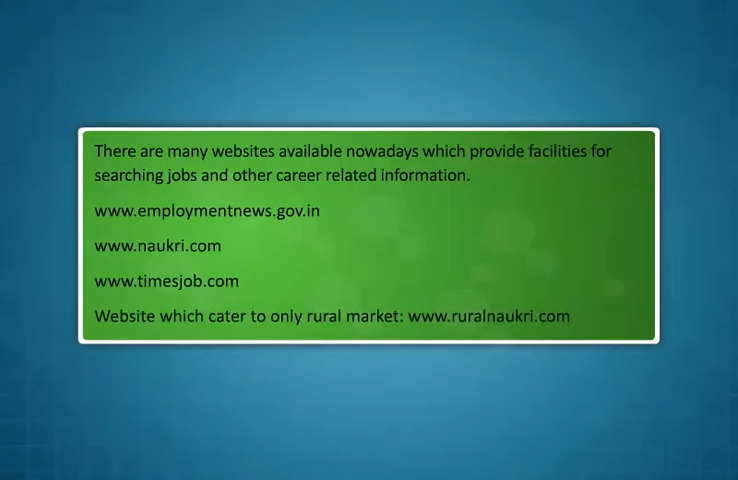 There are many websites available nowadays which provide facilities for
searching jobs and other career related information.
www.employmentnews.gov.in
www.naukri.com
www.timesjob.com
Website which cater to only rural market: www.ruralnaukri.com